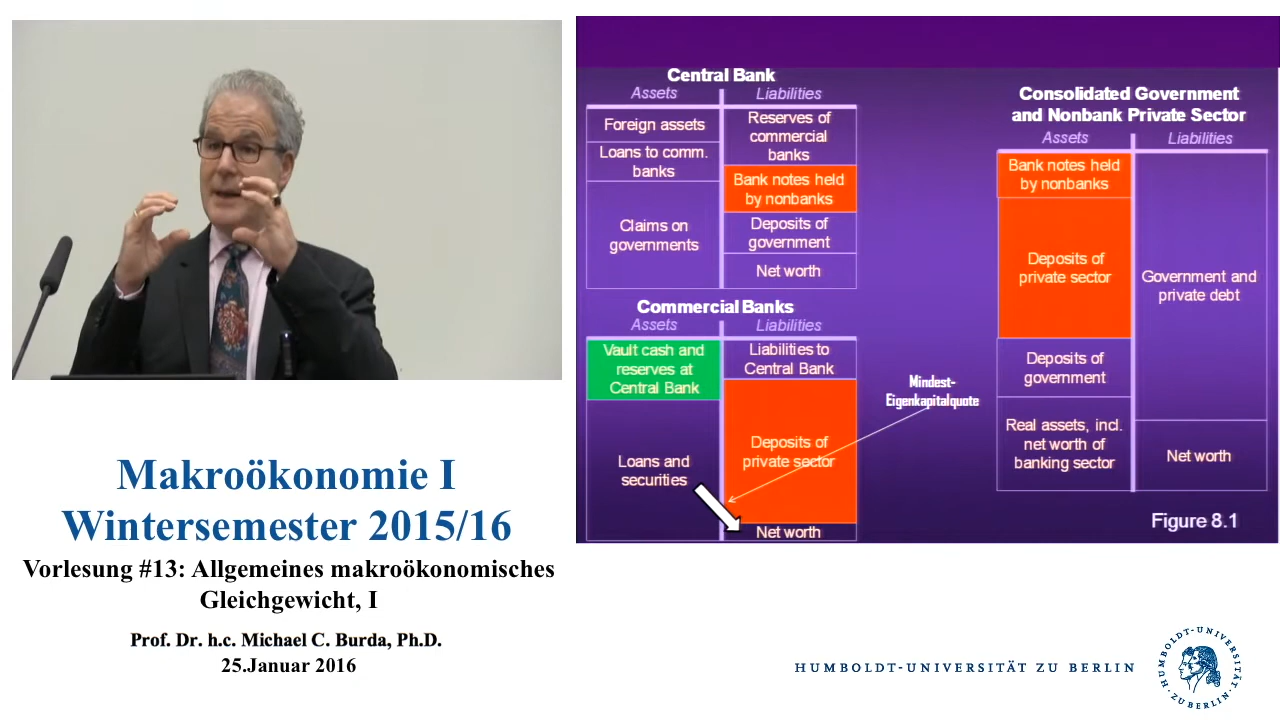 Central Bank
Assets
Liabilities
Foreign assets
Loans to comm.
banks
Claims on
governments
Reserves of
commercial
banks
Bank notes held
by nonbanks
Deposits of
government
Net worth
Commercial Banks
Assets
Liabilities
Vault cash and
reserves at
Central Bank
Loans and
securities
Liabilities to
Central Bank
Deposits of
private sector
Net worth
Mindest-
Eigenkapitalquote
Consolidated Government
and Nonbank Private Sector
Assets
Liabilities
Bank notes held
by nonbanks
Deposits of
private sector
Deposits of
government
Real assets, incl.
net worth of
banking sector
Government and
private debt
Net worth
Figure 8.1
Makroökonomie I
Wintersemester 2015/16
Vorlesung #13: Allgemeines makroökonomisches
Gleichgewicht, I
Prof. Dr. h.c. Michael C. Burda, Ph.D.
25.Januar 2016
HUMBOLDT-UNIVERSITÄT ZU BERLIN
HUMBOLDT-UNIVERSITÄT · ZU BERLIN ·